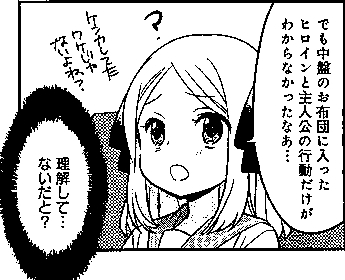 でも中盤のお布団に入った
ヒロインと主人公の行動だけが
わからなかったなあ…
?
ケンカしてた
ワケじゃ
ないよね?
理解して…
ないだと?